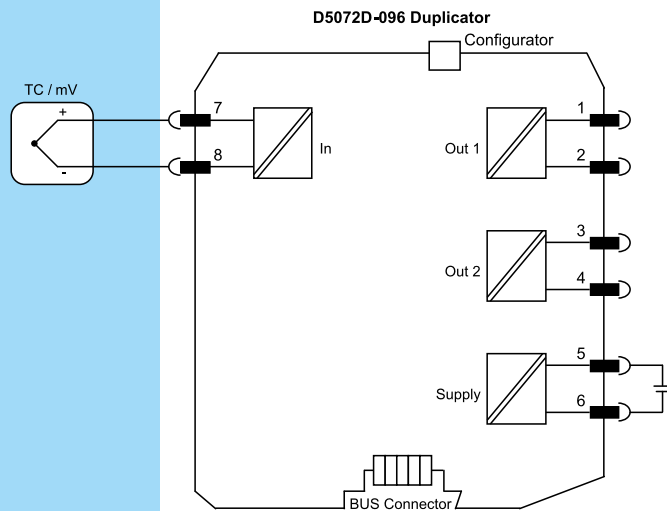 D5072D-096 Duplicator
Configurator
TC / mV
+
-
7
8
In
Out 1
1
2
Out 2
3
4
Supply
5
6
BUS Connector